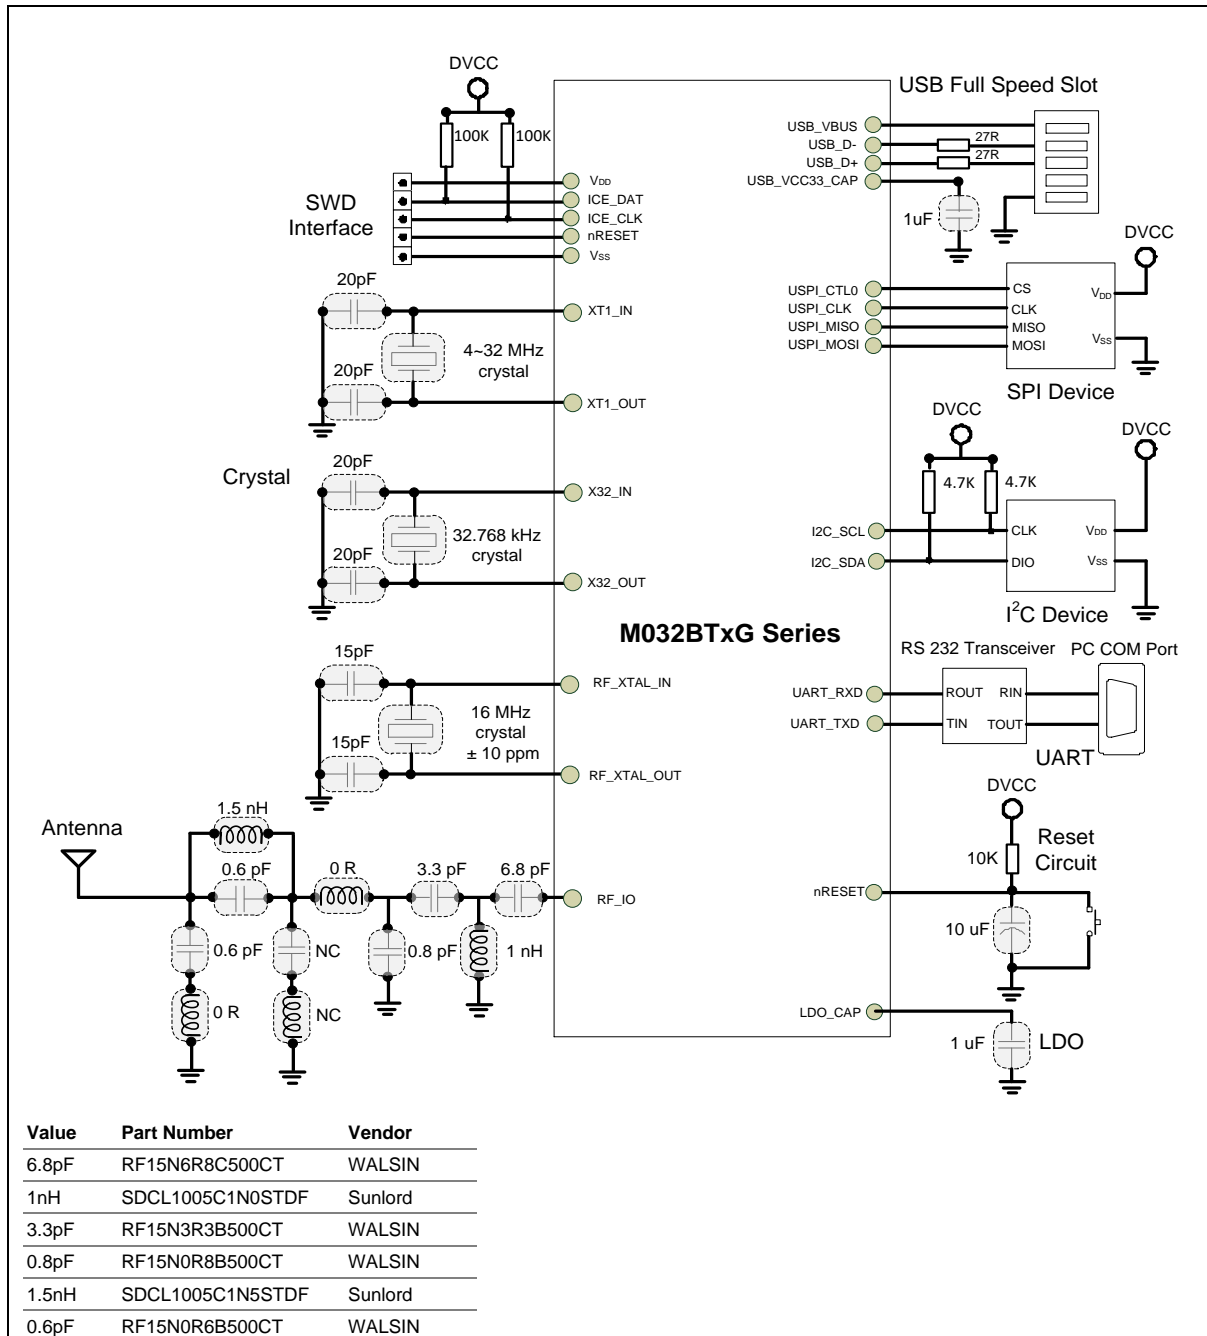 DVCC
100K 100K
SWD
Interface
VDD
ICE_DAT
ICE_CLK
nRESET
VSS
20pF
XT1_IN
4~32 MHz
crystal
20pF
XT1_OUT
Crystal
20pF
X32_IN
32.768 kHz
crystal
20pF
X32_OUT
15pF
RF_XTAL_IN
16 MHz
crystal
± 10 ppm
15pF
RF_XTAL_OUT
Antenna
1.5 nH
0.6 pF
0 R
3.3 pF
6.8 pF
RF_IO
0.6 pF
NC
0.8 pF
1 nH
0 R
NC
M032BTxG Series
USB Full Speed Slot
USB_VBUS
USB_D-
27R
USB_D+
27R
USB_VCC33_CAP
1uF
DVCC
USPI_CTL0
USPI_CLK
USPI_MISO
USPI_MOSI
CS
CLK
MISO
MOSI
VDD
VSS
SPI Device
DVCC
DVCC
4.7K 4.7K
I2C_SCL
I2C_SDA
CLK
DIO
VDD
VSS
I2C Device
RS 232 Transceiver
PC COM Port
UART_RXD
UART_TXD
ROUT RIN
TIN TOUT
UART
DVCC
10K
Reset
Circuit
nRESET
10 uF
LDO_CAP
1 uF
LDO
Value Part Number Vendor
6.8pF RF15N6R8C500CT WALSIN
1nH SDCL1005C1N0STDF Sunlord
3.3pF RF15N3R3B500CT WALSIN
0.8pF RF15N0R8B500CT WALSIN
1.5nH SDCL1005C1N5STDF Sunlord
0.6pF RF15N0R6B500CT WALSIN